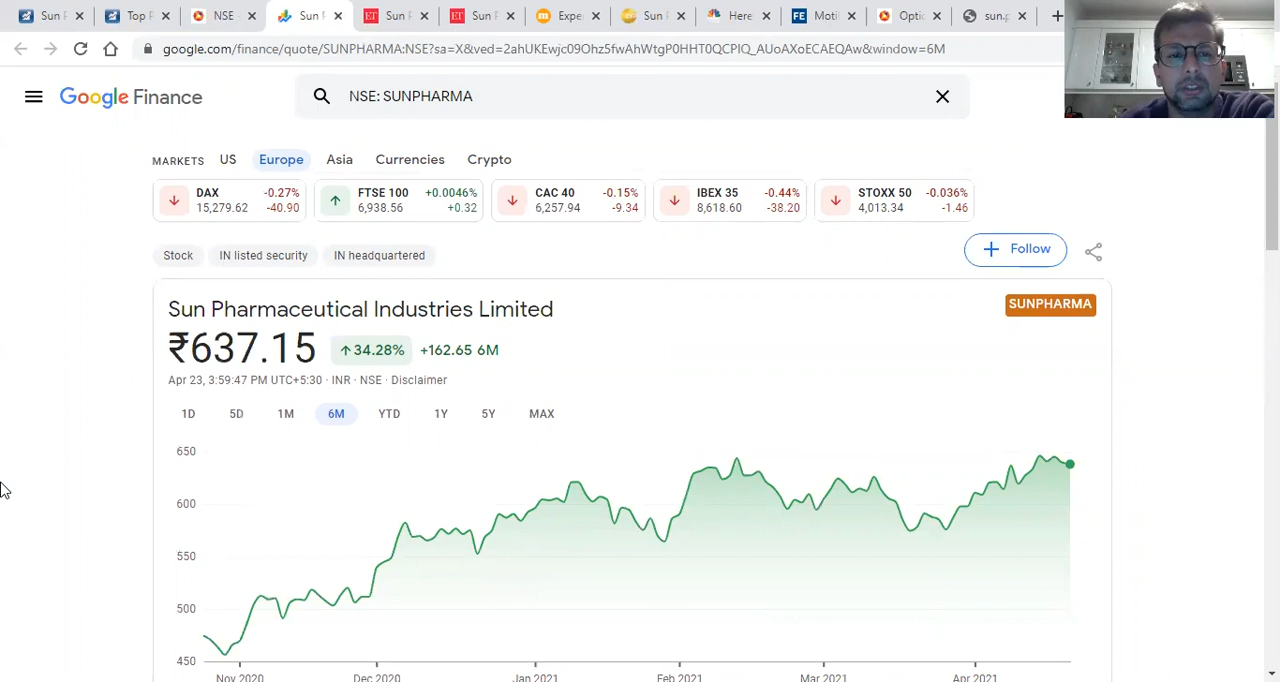 Sun F
Top F
NSE -
Sun F
Sun F
Sun F
Expe
Sun F
Here
Moti
Optic
sun.p
google.com/finance/quote/SUNPHARMA:NSE?sa=X&ved=2ahUKEwjc09Ohz5fwAhWtgP0HHT0QCPIQ_AUoAXoECAEQAw&window=6M
Google Finance
NSE: SUNPHARMA
MARKETS US Europe Asia Currencies Crypto
DAX -0.27%
15,279.62 -40.90
FTSE 100 +0.0046%
6,938.56 +0.32
CAC 40 -0.15%
6,257.94 -9.34
IBEX 35 -0.44%
8,618.60 -38.20
STOXX 50 -0.036%
4,013.34 -1.46
Stock IN listed security IN headquartered
Follow
Sun Pharmaceutical Industries Limited
SUNPHARMA
₹637.15 34.28% +162.65 6M
Apr 23, 3:59:47 PM UTC+5:30 · INR · NSE · Disclaimer
1D 5D 1M 6M YTD 1Y 5Y MAX
650
600
550
500
450
Nov 2020 Dec 2020 Jan 2021 Feb 2021 Mar 2021 Apr 2021